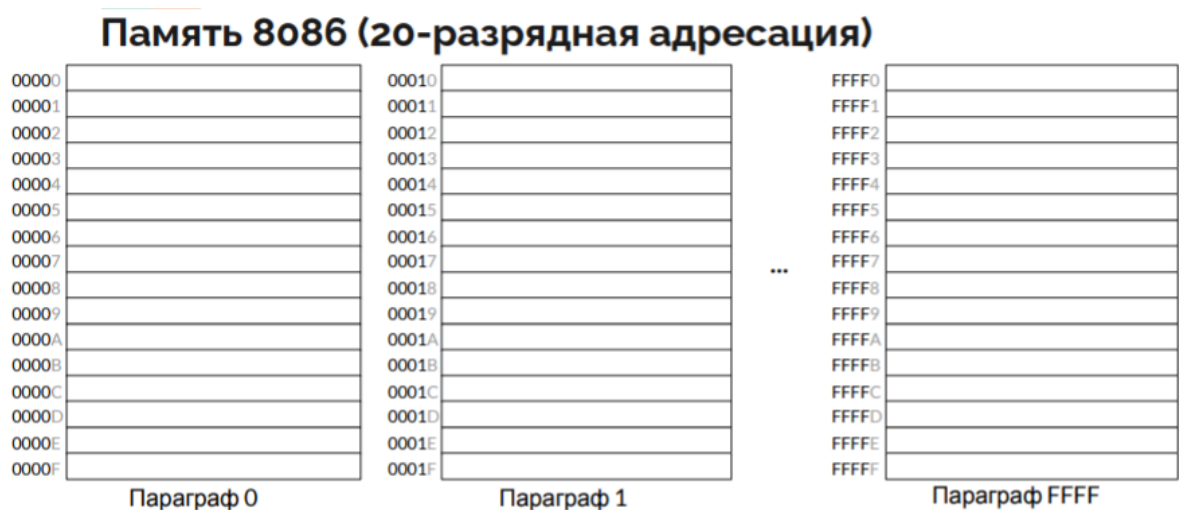 Память 8086 (20-разрядная адресация)
00000 00010 FFFF0
00001 00011 FFFF1
00002 00012 FFFF2
00003 00013 FFFF3
00004 00014 FFFF4
00005 00015 FFFF5
00006 00016 FFFF6
00007 00017 ... FFFF7
00008 00018 FFFF8
00009 00019 FFFF9
0000A 0001A FFFFA
0000B 0001B FFFFB
0000C 0001C FFFFC
0000D 0001D FFFFD
0000E 0001E FFFFE
0000F 0001F FFFFF
Параграф 0 Параграф 1 Параграф FFFF